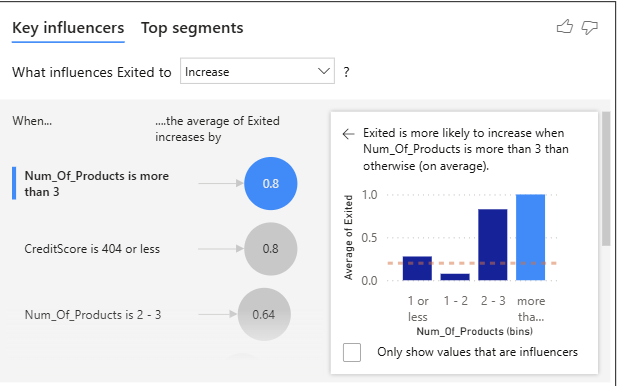 Key influencers Top segments
What influences Exited to Increase ?
When...
....the average of Exited
increases by
Num_Of_Products is more
than 3
0.8
CreditScore is 404 or less
0.8
Num_Of_Products is 2 - 3
0.64
Exited is more likely to increase when
Num_Of_Products is more than 3 than
otherwise (on average).
Average of Exited
1.0
0.5
0.0
1 or
less
1 - 2
2 - 3
more
tha...
Num_Of_Products (bins)
Only show values that are influencers